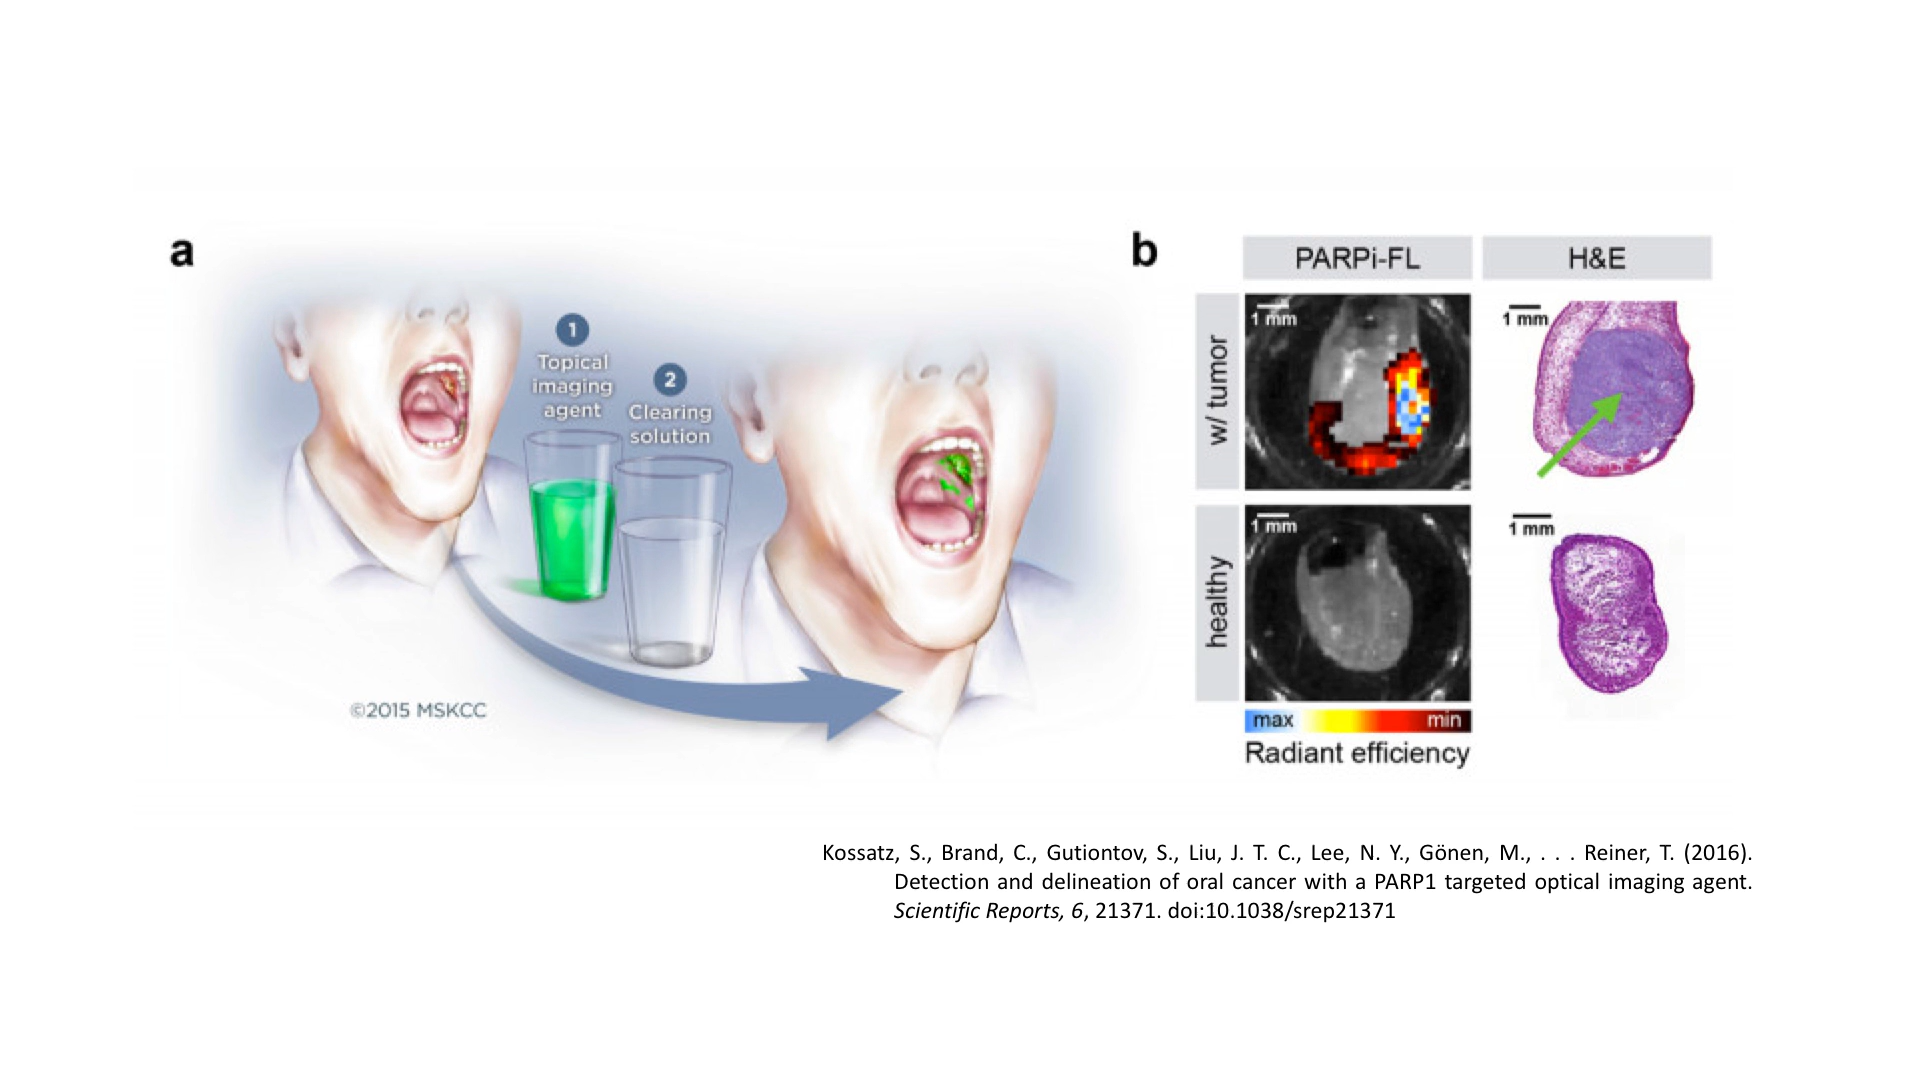 a
1
Topical
imaging
agent
2
Clearing
solution
©2015 MSKCC
b
PARPi-FL
H&E
w/ tumor
1 mm
1 mm
healthy
1 mm
1 mm
max
min
Radiant efficiency
Kossatz, S., Brand, C., Gutiontov, S., Liu, J. T. C., Lee, N. Y., Gönen, M., . . . Reiner, T. (2016).
Detection and delineation of oral cancer with a PARP1 targeted optical imaging agent.
Scientific Reports, 6, 21371. doi:10.1038/srep21371